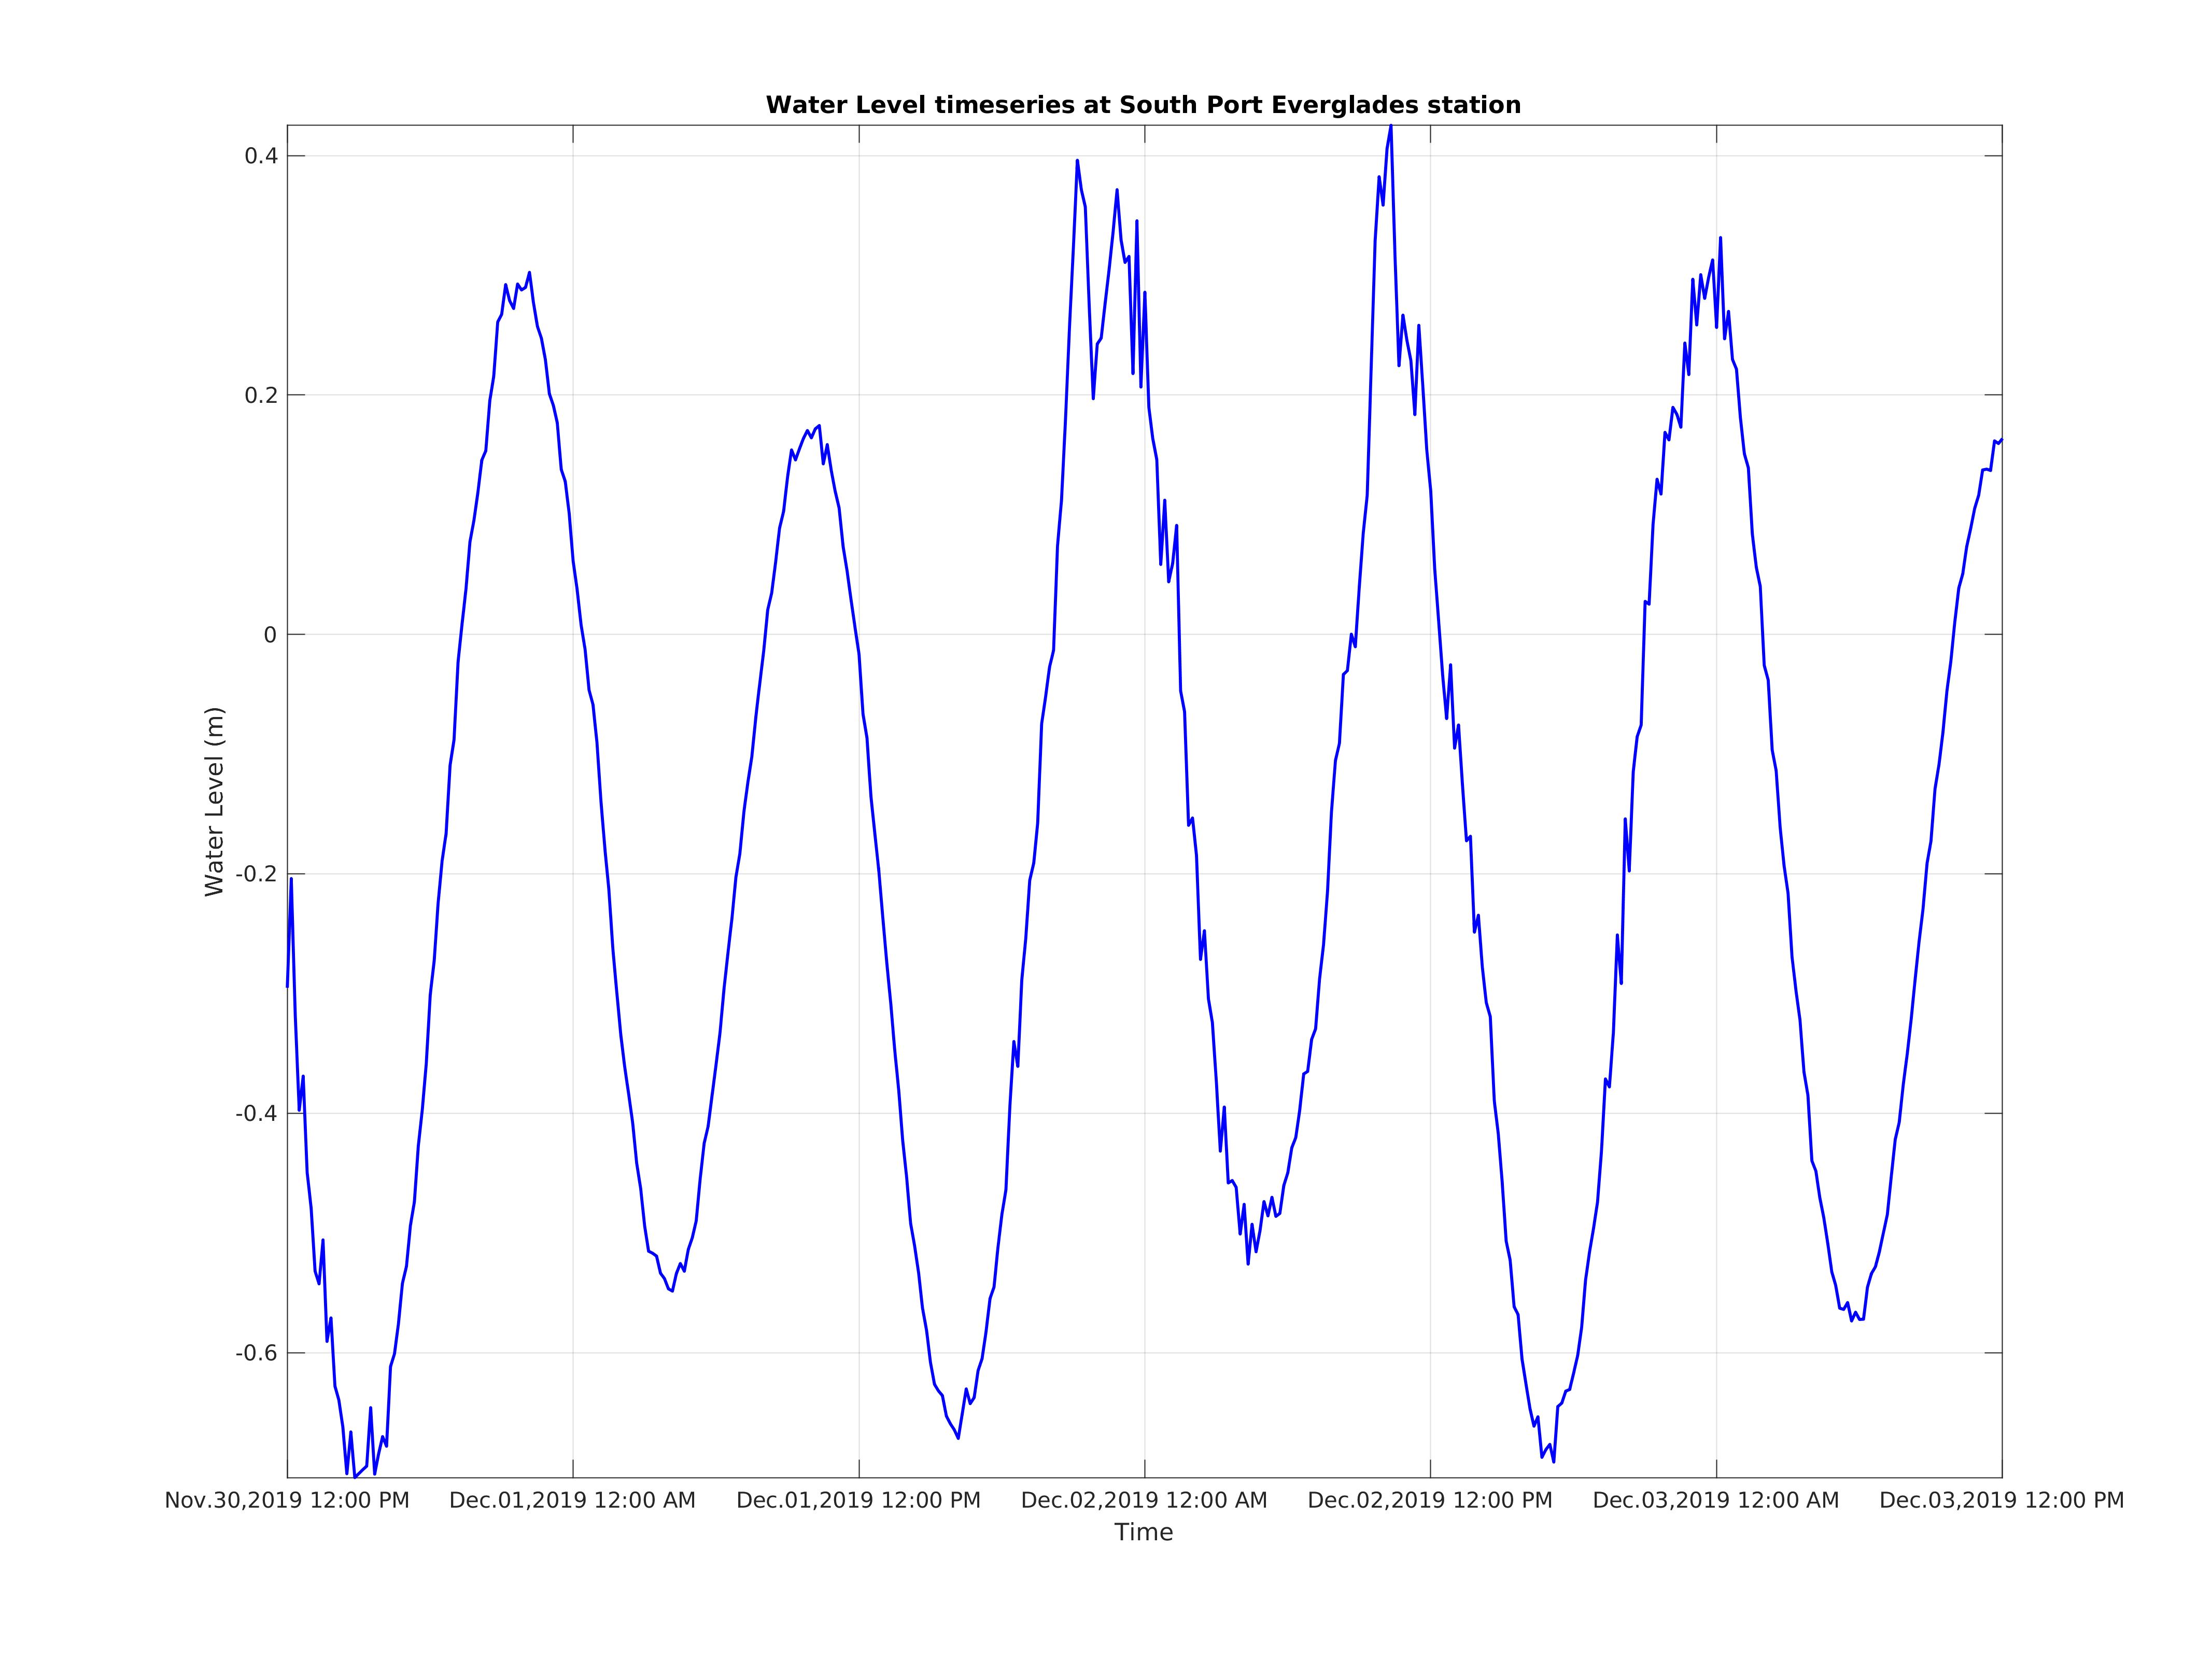 Water Level timeseries at South Port Everglades station
0.4
0.2
0
-0.2
-0.4
-0.6
Water Level (m)
Nov.30,2019 12:00 PM
Dec.01,2019 12:00 AM
Dec.01,2019 12:00 PM
Dec.02,2019 12:00 AM
Dec.02,2019 12:00 PM
Dec.03,2019 12:00 AM
Dec.03,2019 12:00 PM
Time